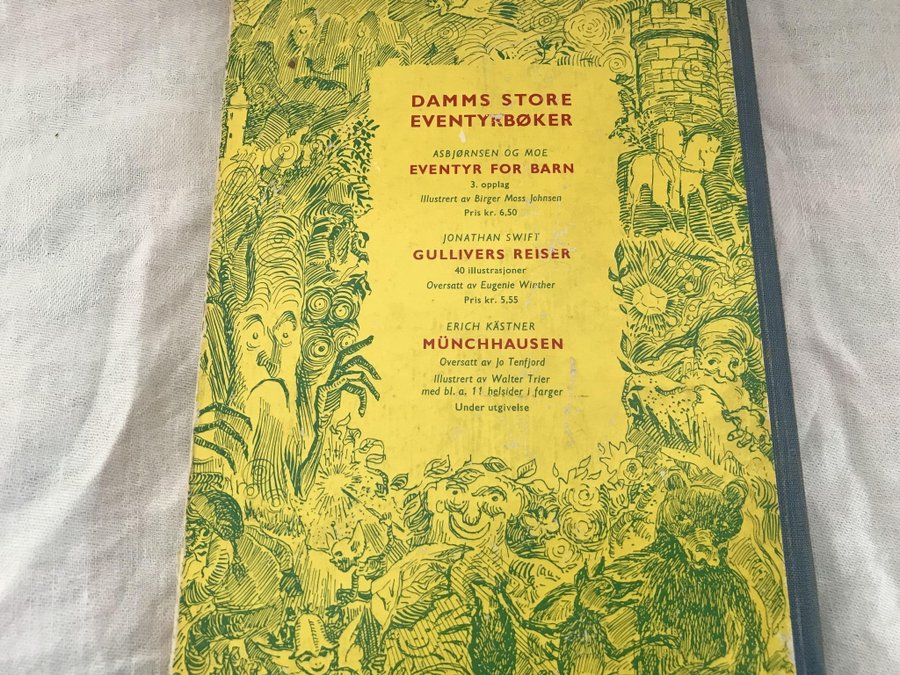 DAMMS STORE
EVENTYRBØKER
ASBJØRNSEN OG MOE
EVENTYR FOR BARN
3. opplag
Illustrert av Birger Moss Johnsen
Pris kr. 6,50
JONATHAN SWIFT
GULLIVERS REISER
40 illustrasjoner
Oversatt av Eugenie Winther
Pris kr. 5,55
ERICH KÄSTNER
MÜNCHHAUSEN
Oversatt av Jo Tenfjord
Illustrert av Walter Trier
med bl. a. 11 helsider i farger
Under utgivelse